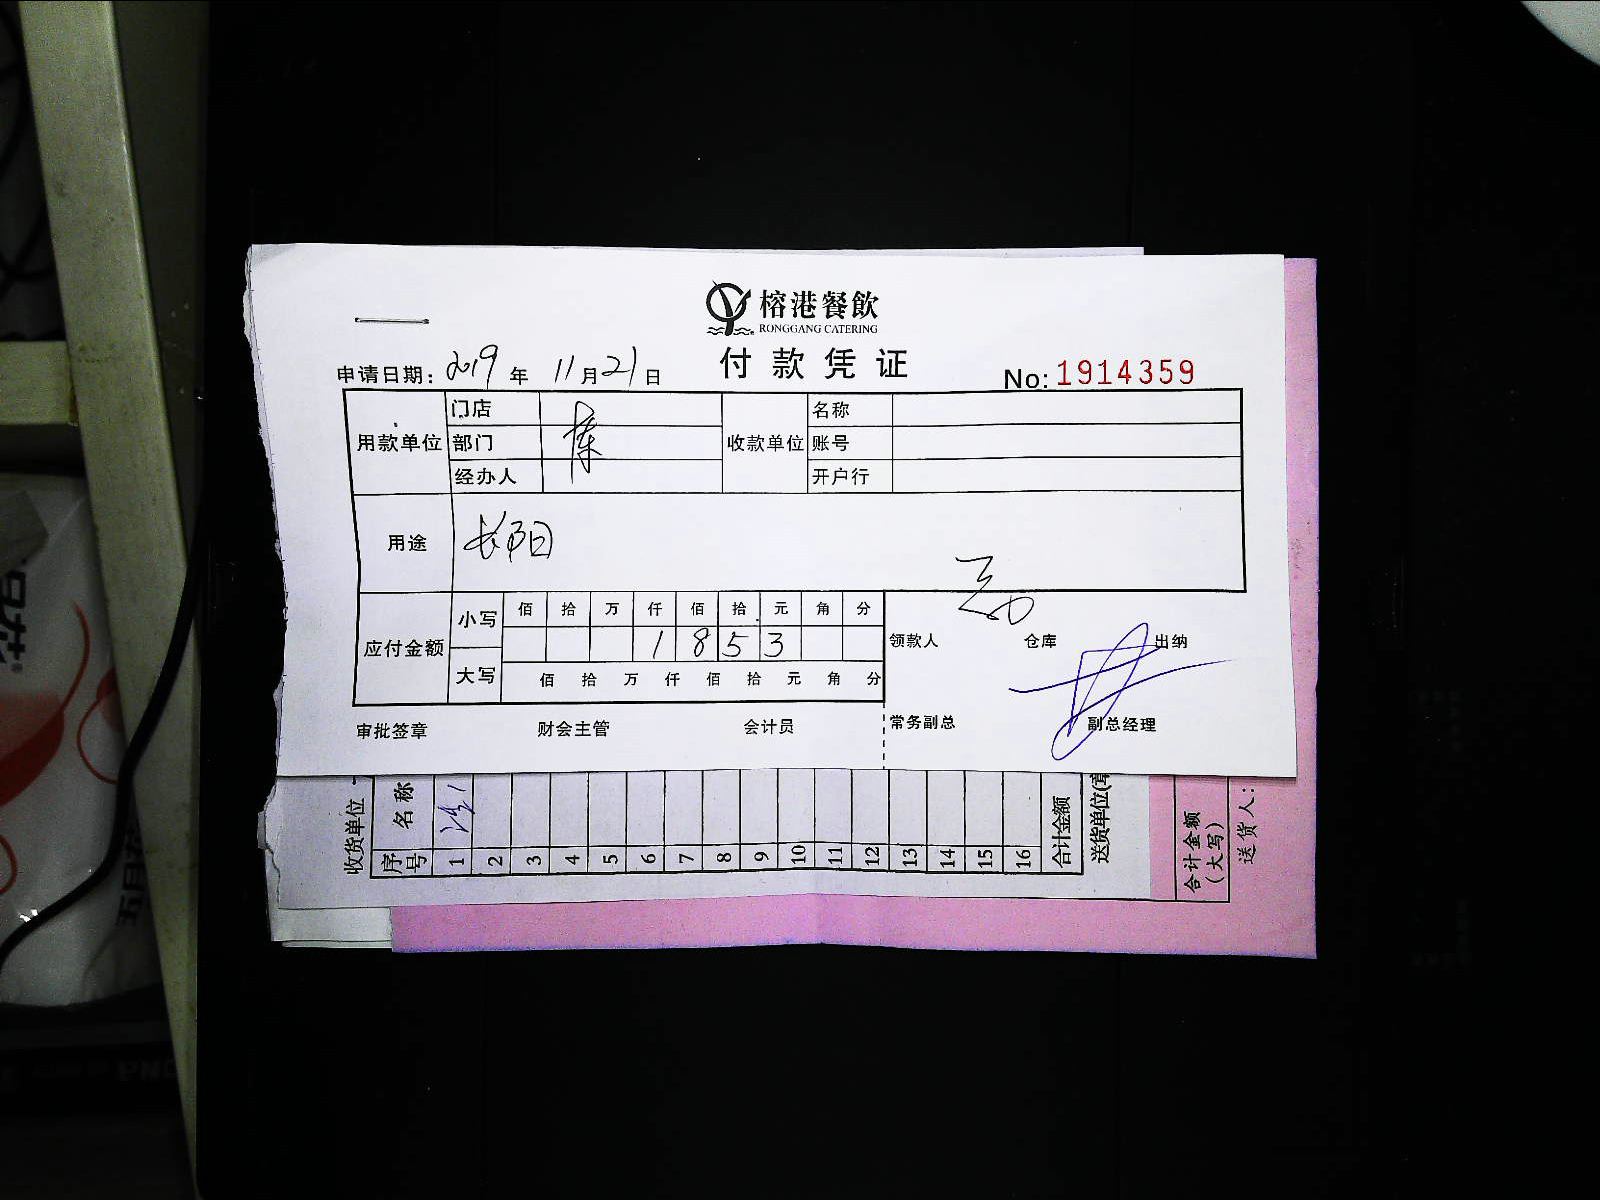 榕港餐飲
RONGGANG CATERING
付款凭证
申请日期: 2019 年 11 月 21 日
No: 1914359
用款单位 门店 收款单位 名称
部门 账号
经办人 开户行
用途 长阳
应付金额 小写 佰 拾 万 仟 佰 拾 元 角 分
1 8 5 3
大写 佰 拾 万 仟 佰 拾 元 角 分
领款人 仓库 出纳
审批签章 财会主管 会计员 常务副总 副总经理
收货单位
序号 名称
1
2
3
4
5
6
7
8
9
10
11
12
13
14
15
16
合计金额
送货单位(章
合计金额
(大写)
送货人: